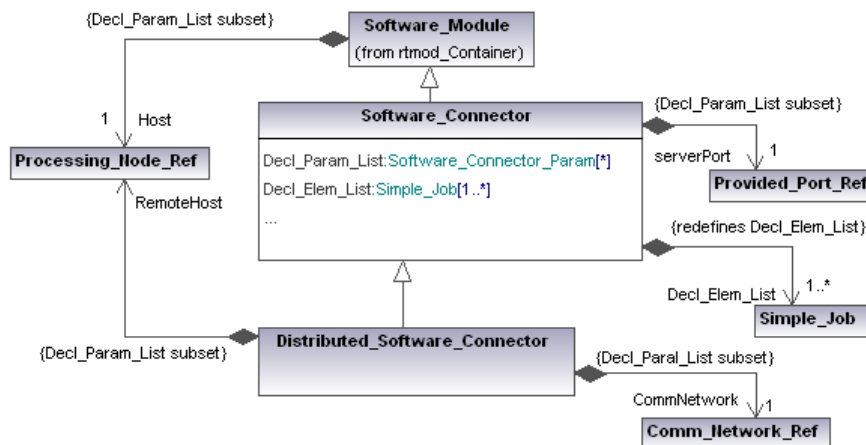 {Decl_Param_List subset}
Software_Module
(from rtmod_Container)
1
Host
Software_Connector
{Decl_Param_List subset}
Processing_Node_Ref
Decl_Param_List:Software_Connector_Param[*]
serverPort
1
RemoteHost
Decl_Elem_List:Simple_Job[1..*]
Provided_Port_Ref
...
{redefines Decl_Elem_List}
Decl_Elem_List
1..*
Simple_Job
{Decl_Param_List subset}
Distributed_Software_Connector
{Decl_Paral_List subset}
CommNetwork
1
Comm_Network_Ref